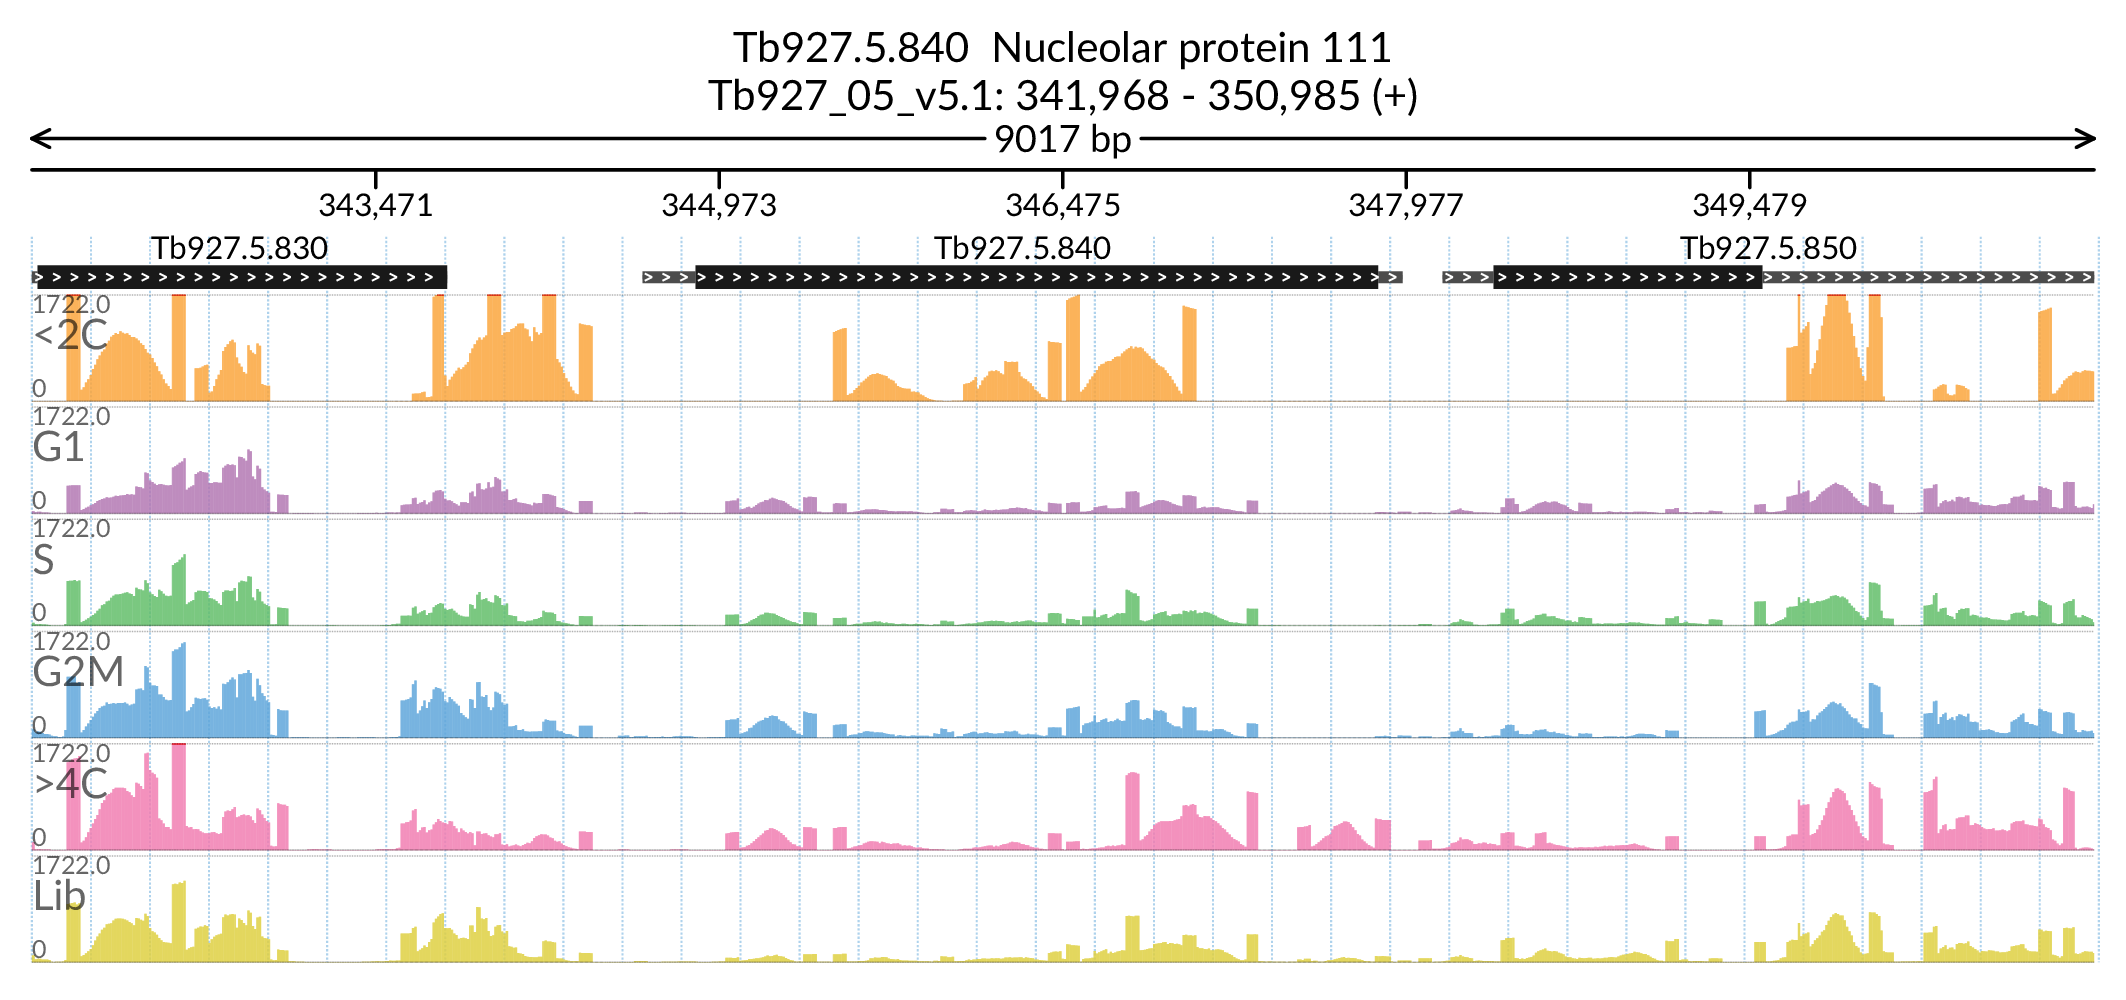 Tb927.5.840  Nucleolar protein 111
Tb927_05_v5.1: 341,968 - 350,985 (+)
9017 bp
343,471 344,973 346,475 347,977 349,479
Tb927.5.830 Tb927.5.840 Tb927.5.850
1722.0
<2C
0
1722.0
G1
0
1722.0
S
0
1722.0
G2M
0
1722.0
>4C
0
1722.0
Lib
0